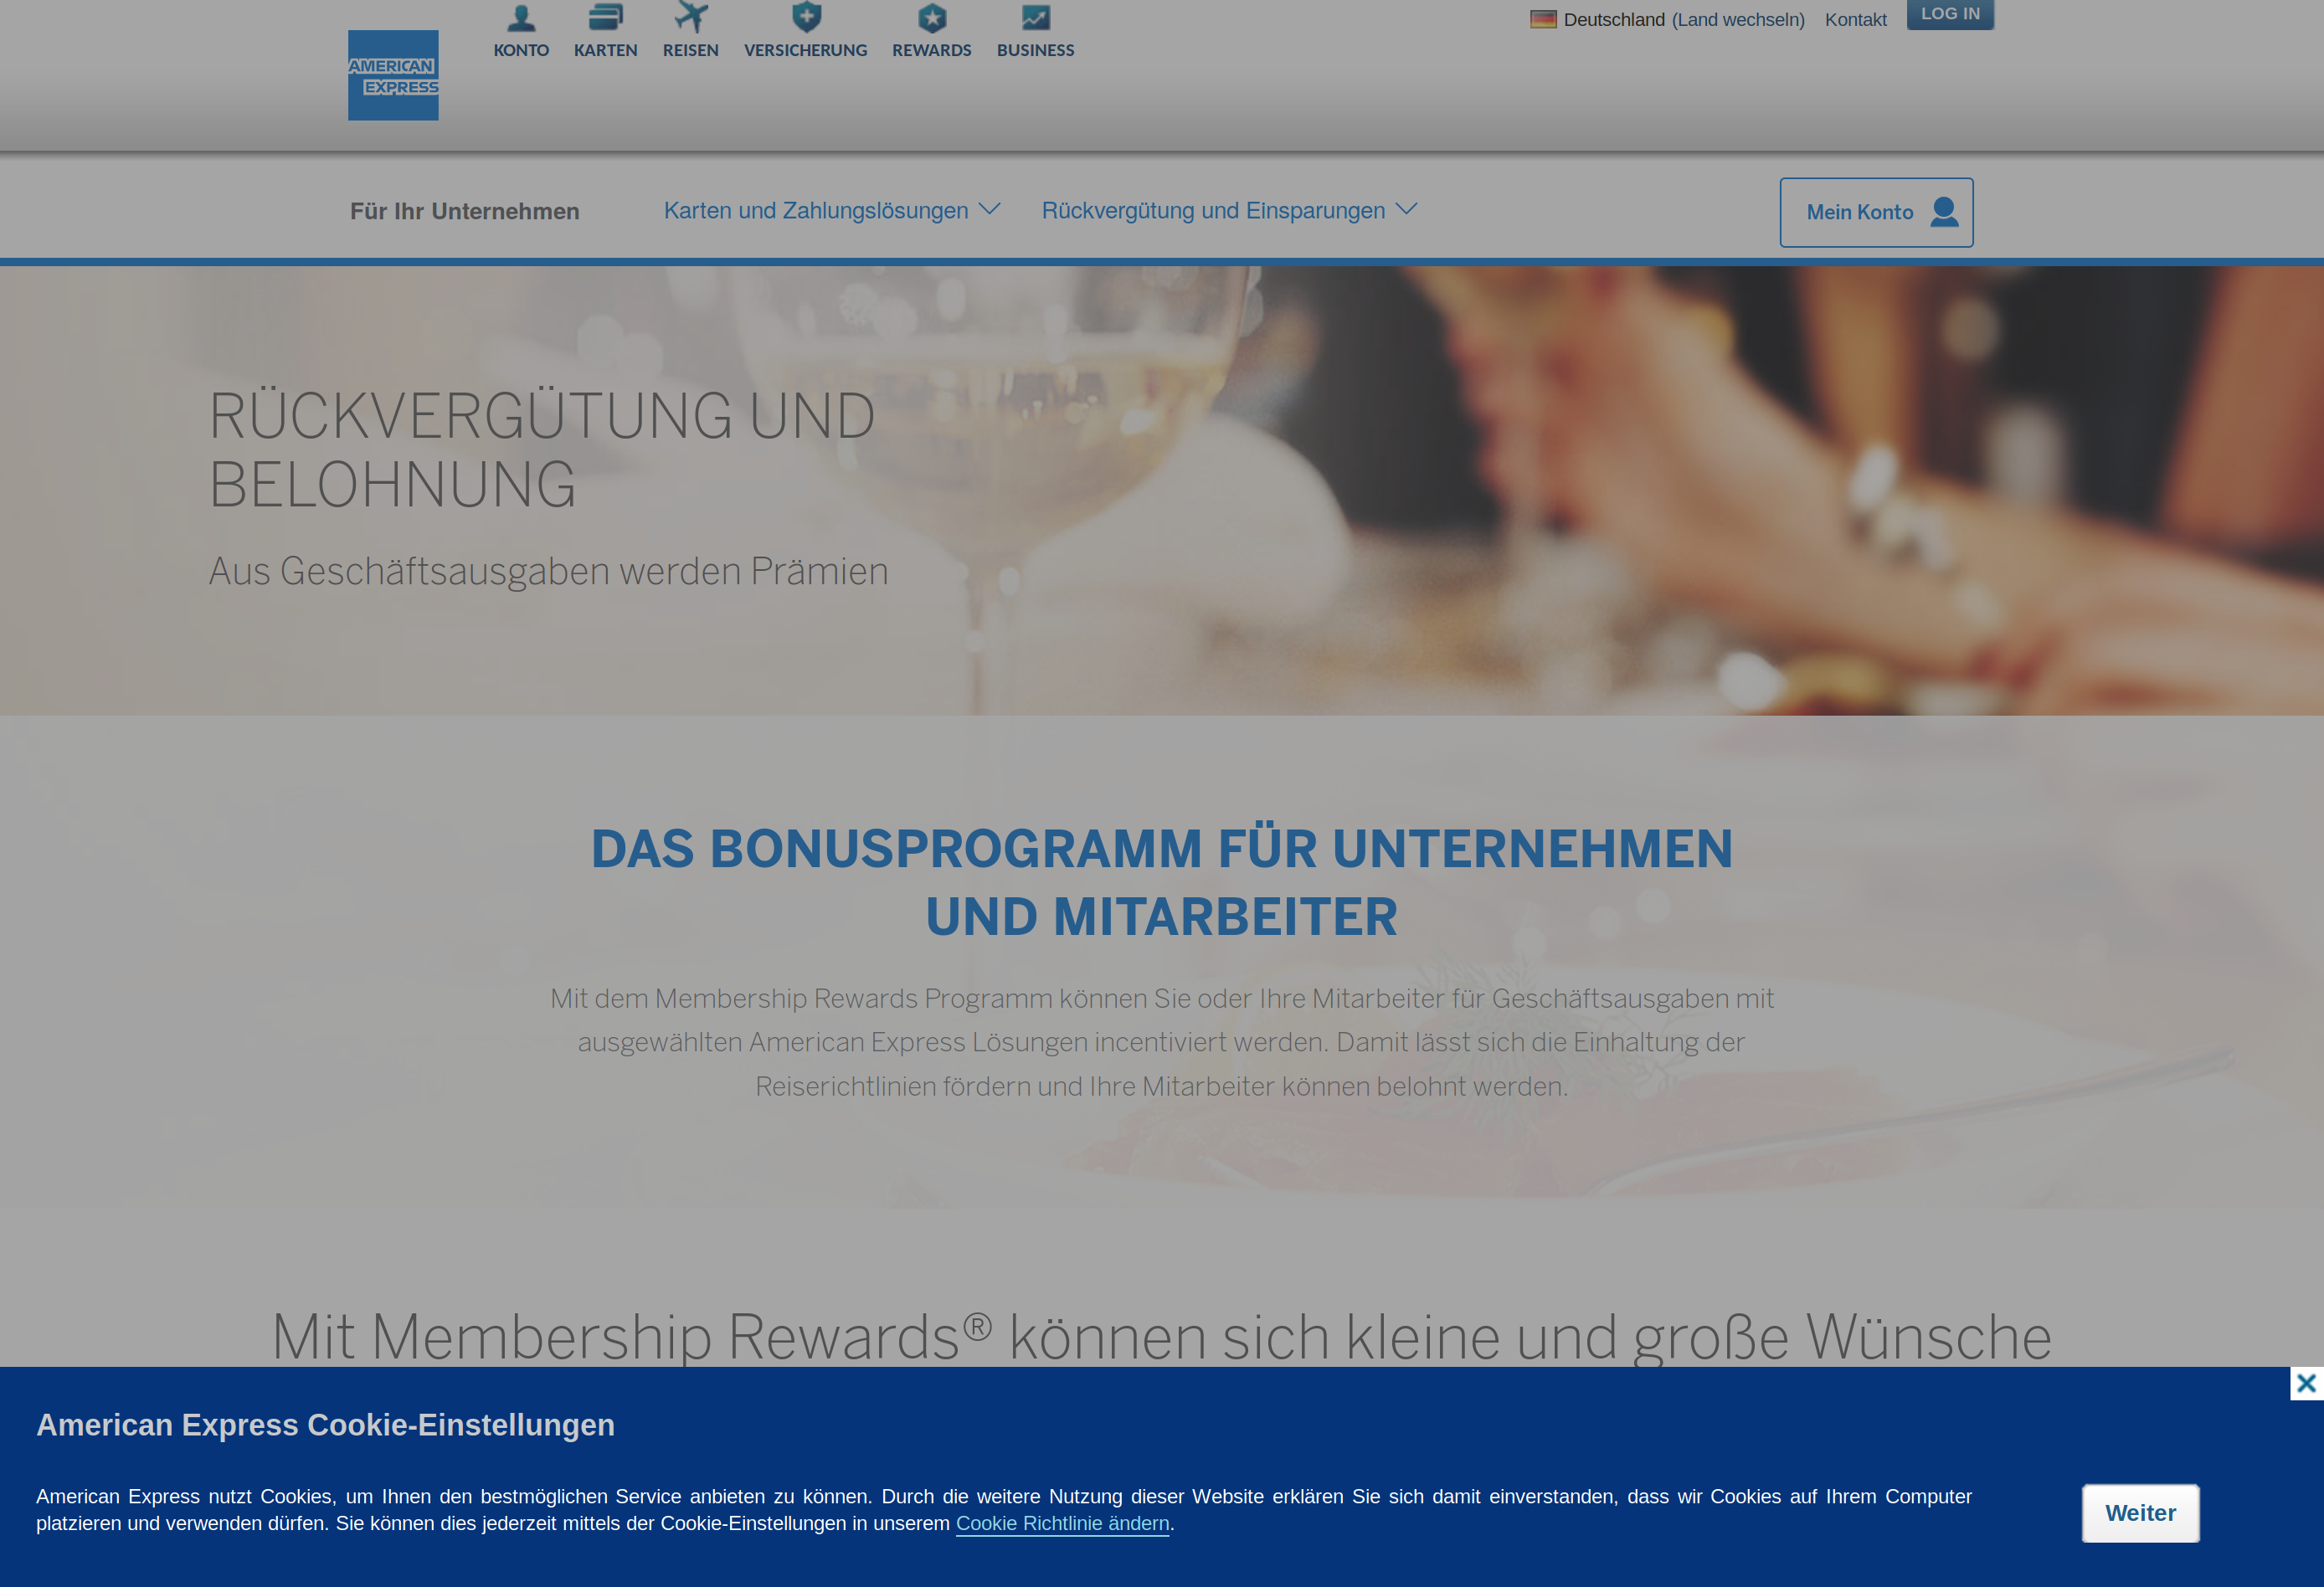 KONTO KARTEN REISEN VERSICHERUNG REWARDS BUSINESS
Deutschland (Land wechseln) Kontakt LOG IN
AMERICAN
EXPRESS
Für Ihr Unternehmen Karten und Zahlungslösungen Rückvergütung und Einsparungen Mein Konto
RÜCKVERGÜTUNG UND
BELOHNUNG
Aus Geschäftsausgaben werden Prämien
DAS BONUSPROGRAMM FÜR UNTERNEHMEN
UND MITARBEITER
Mit dem Membership Rewards Programm können Sie oder Ihre Mitarbeiter für Geschäftsausgaben mit
ausgewählten American Express Lösungen incentiviert werden. Damit lässt sich die Einhaltung der
Reiserichtlinien fördern und Ihre Mitarbeiter können belohnt werden.
Mit Membership Rewards® können sich kleine und große Wünsche
American Express Cookie-Einstellungen
American Express nutzt Cookies, um Ihnen den bestmöglichen Service anbieten zu können. Durch die weitere Nutzung dieser Website erklären Sie sich damit einverstanden, dass wir Cookies auf Ihrem Computer
platzieren und verwenden dürfen. Sie können dies jederzeit mittels der Cookie-Einstellungen in unserem Cookie Richtlinie ändern.
Weiter